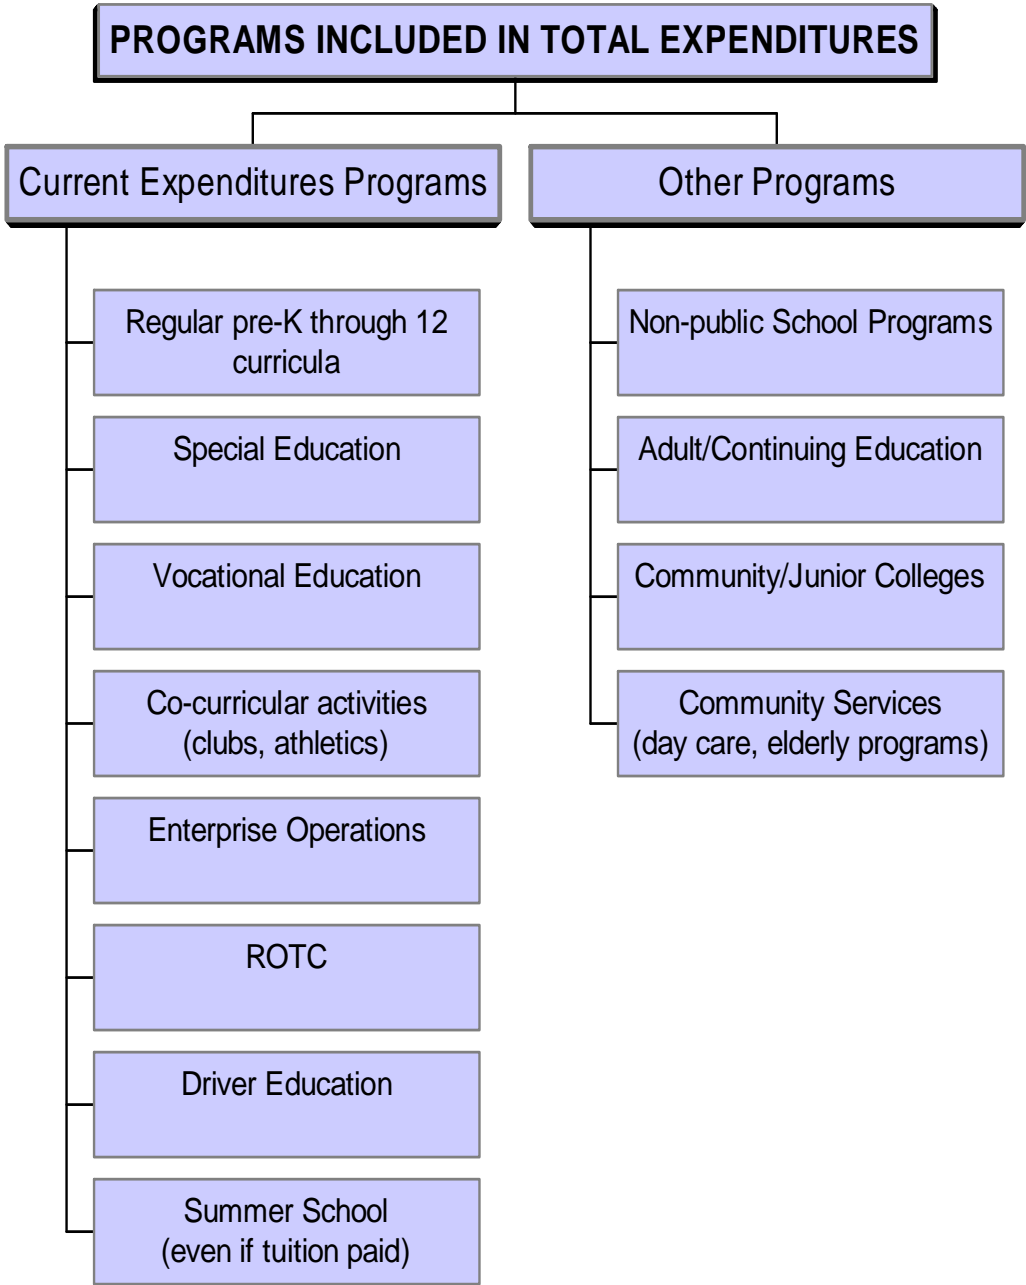 PROGRAMS INCLUDED IN TOTAL EXPENDITURES
Current Expenditures Programs
Regular pre-K through 12
curricula
Special Education
Vocational Education
Co-curricular activities
(clubs, athletics)
Enterprise Operations
ROTC
Driver Education
Summer School
(even if tuition paid)
Other Programs
Non-public School Programs
Adult/Continuing Education
Community/Junior Colleges
Community Services
(day care, elderly programs)